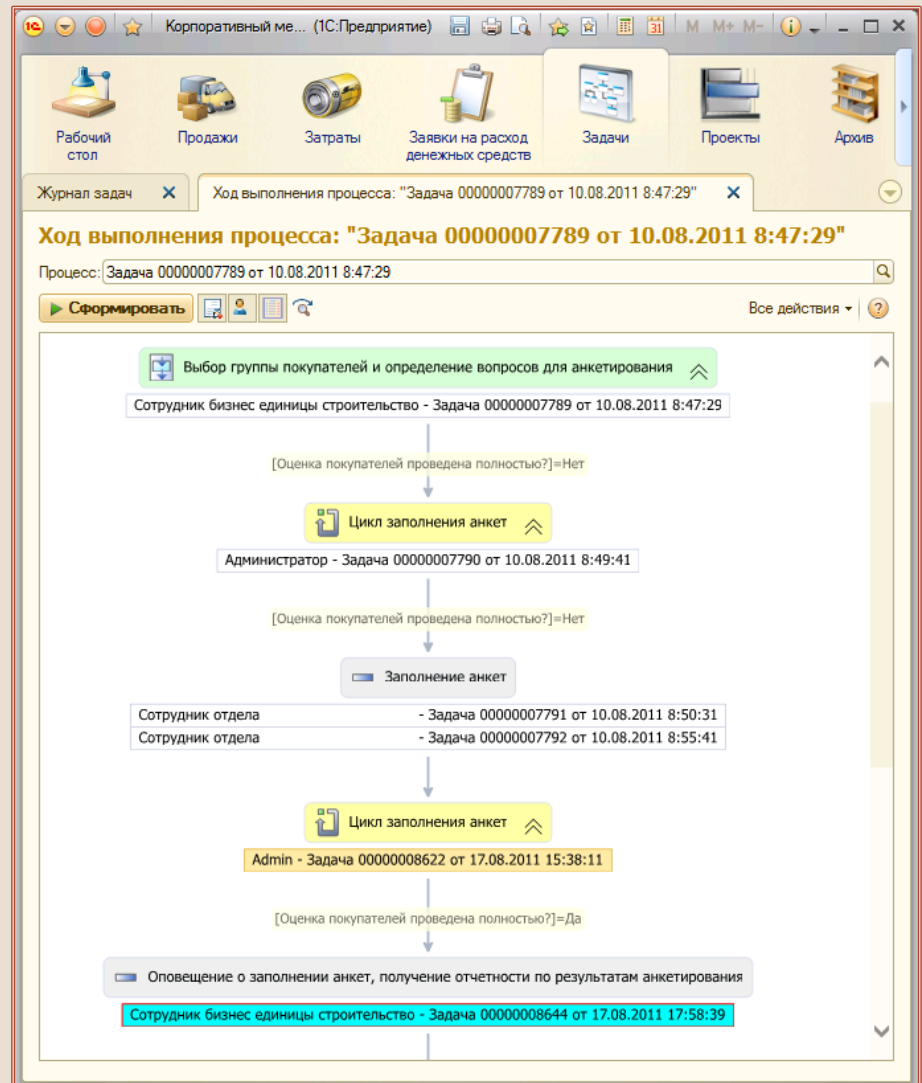 1С Корпоративный ме... (1С:Предприятие) 31 M M+ M-
Рабочий стол
Продажи
Затраты
Заявки на расход денежных средств
Задачи
Проекты
Архив
Журнал задач
Ход выполнения процесса: "Задача 00000007789 от 10.08.2011 8:47:29"
Ход выполнения процесса: "Задача 00000007789 от 10.08.2011 8:47:29"
Процесс: Задача 00000007789 от 10.08.2011 8:47:29
Сформировать Все действия ?
Выбор группы покупателей и определение вопросов для анкетирования
Сотрудник бизнес единицы строительство - Задача 00000007789 от 10.08.2011 8:47:29
[Оценка покупателей проведена полностью?]=Нет
Цикл заполнения анкет
Администратор - Задача 00000007790 от 10.08.2011 8:49:41
[Оценка покупателей проведена полностью?]=Нет
Заполнение анкет
Сотрудник отдела - Задача 00000007791 от 10.08.2011 8:50:31
Сотрудник отдела - Задача 00000007792 от 10.08.2011 8:55:41
Цикл заполнения анкет
Admin - Задача 00000008622 от 17.08.2011 15:38:11
[Оценка покупателей проведена полностью?]=Да
Оповещение о заполнении анкет, получение отчетности по результатам анкетирования
Сотрудник бизнес единицы строительство - Задача 00000008644 от 17.08.2011 17:58:39